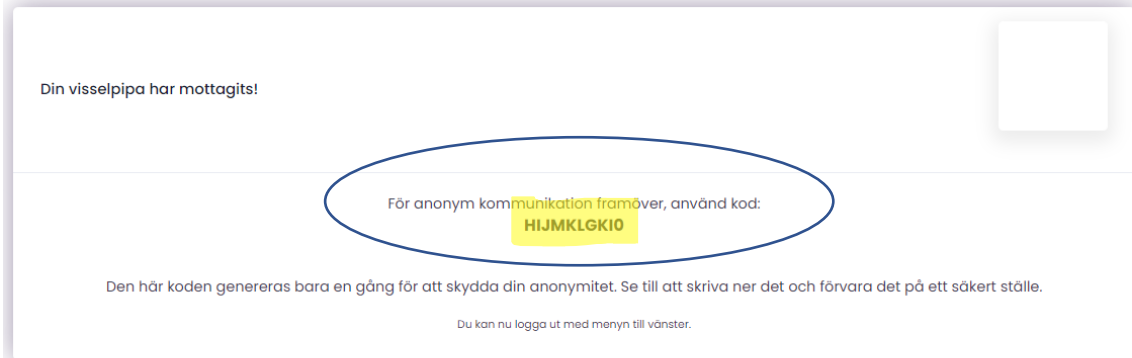 Din visselpipa har mottagits!
För anonym kommunikation framöver, använd kod:
HIJMKLGKI0
Den här koden genereras bara en gång för att skydda din anonymitet. Se till att skriva ner det och förvara det på ett säkert ställe.
Du kan nu logga ut med menyn till vänster.